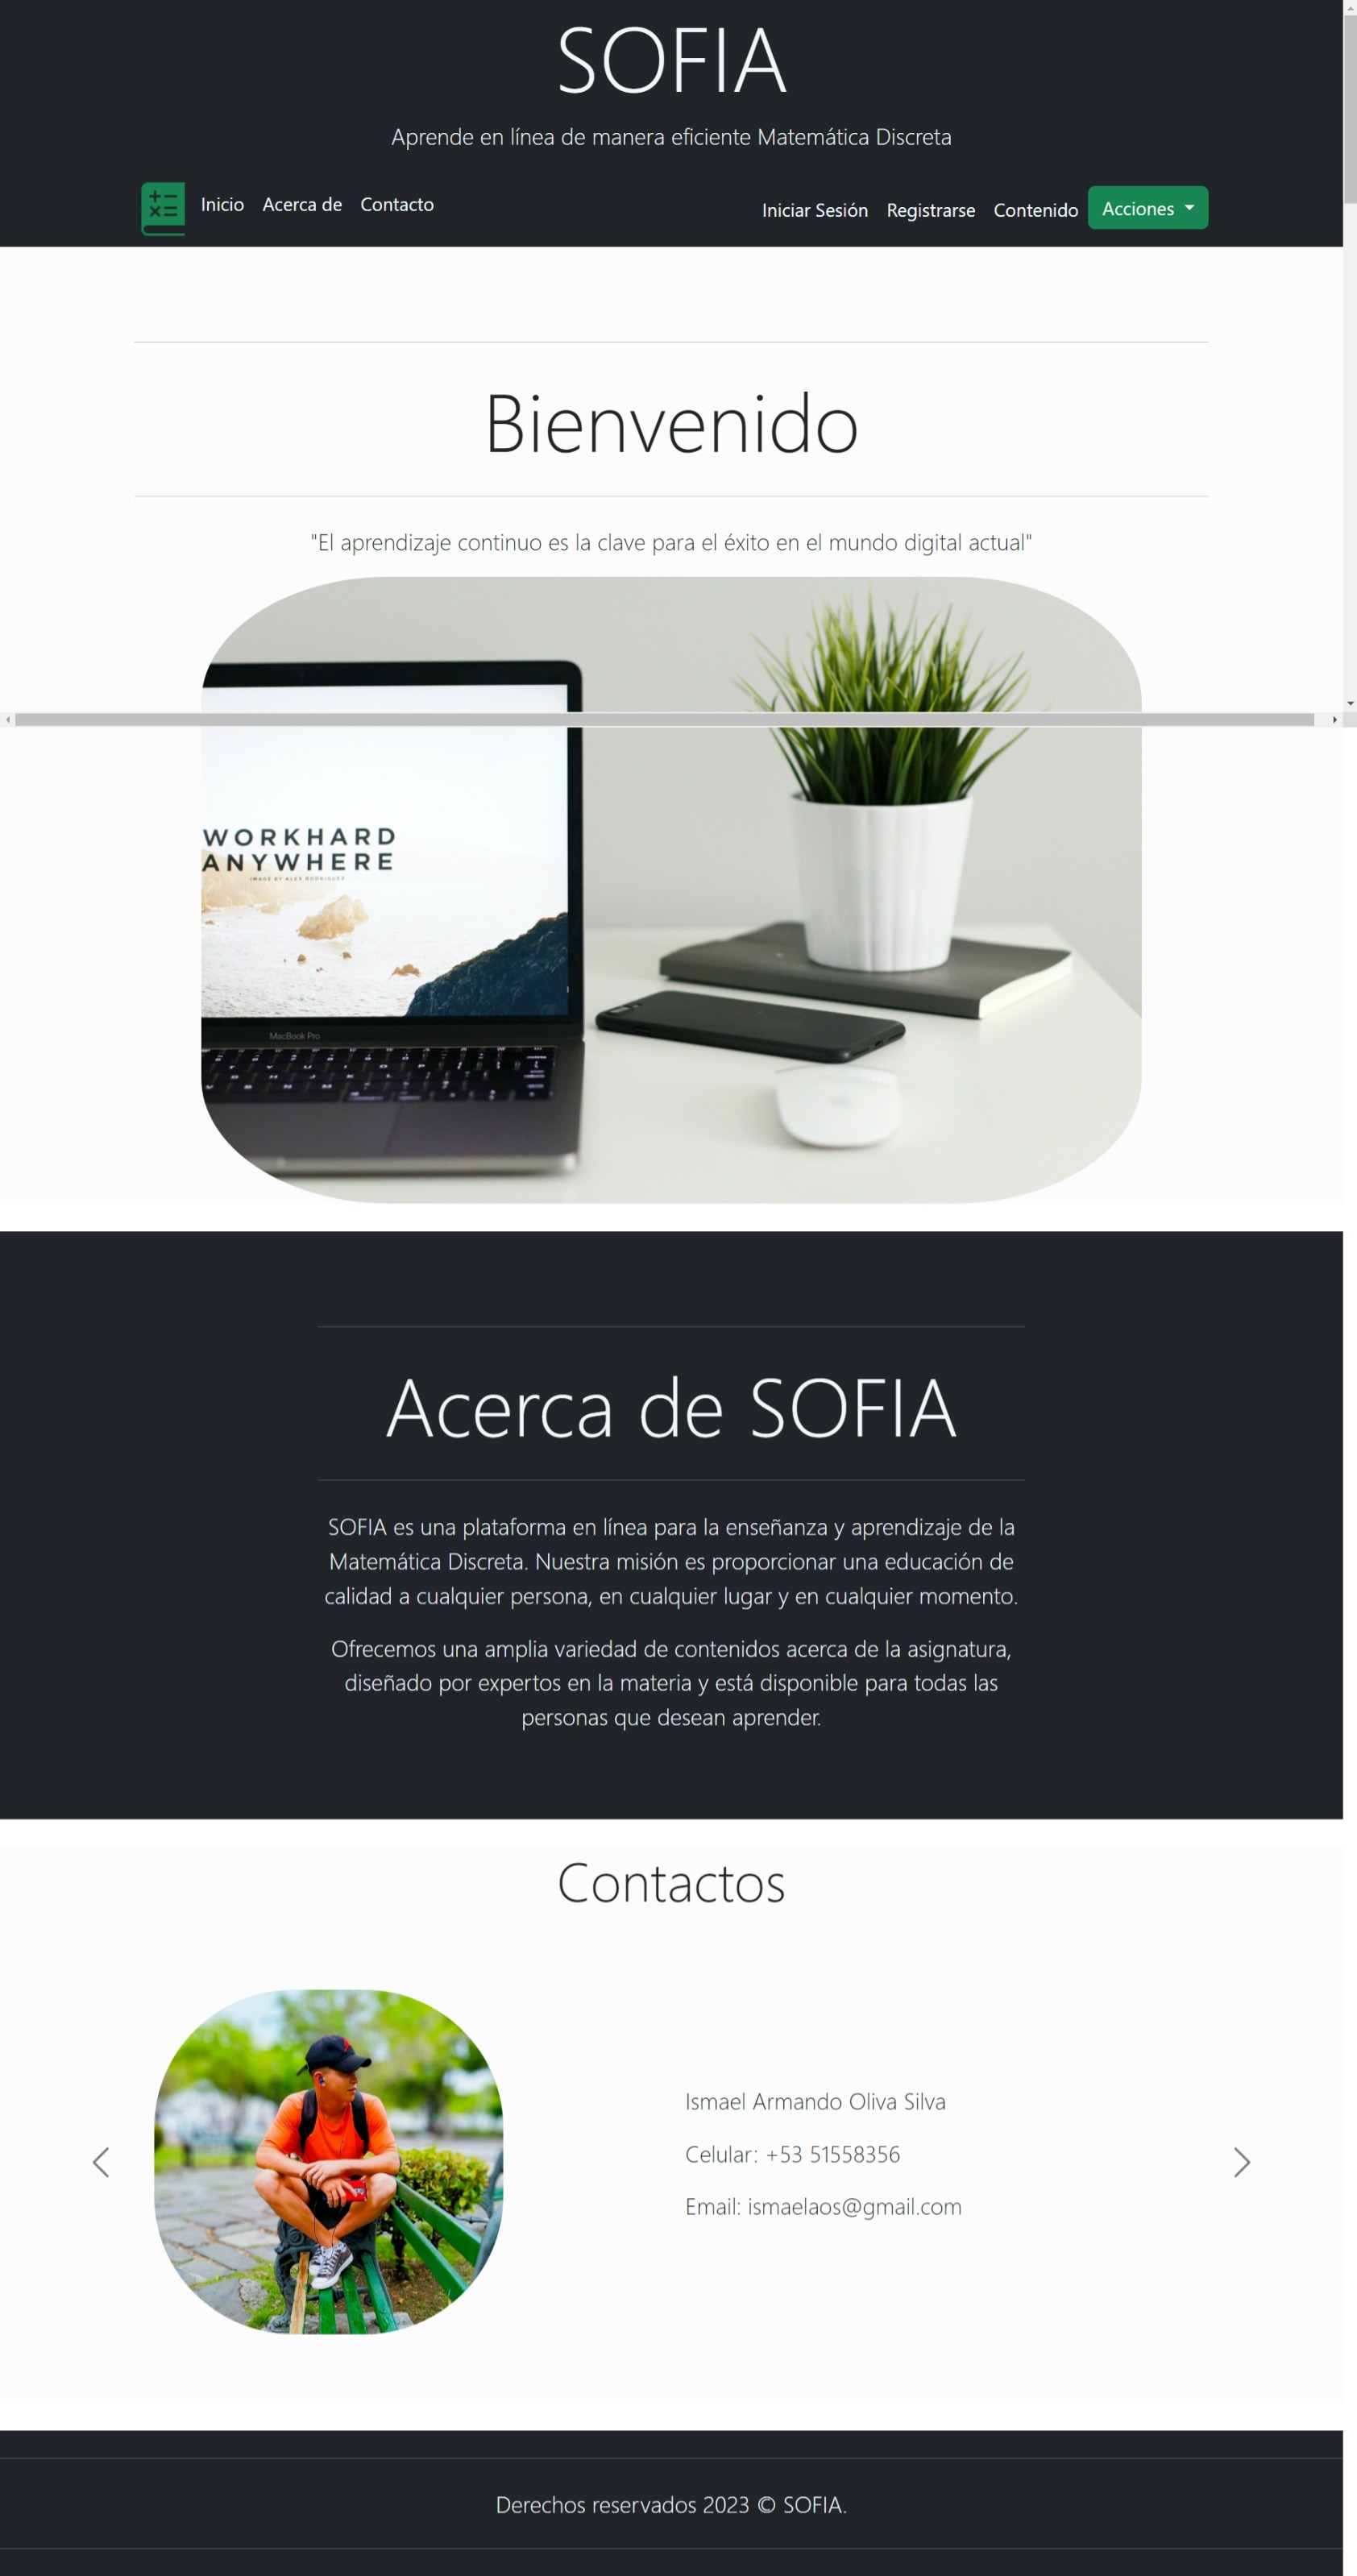 SOFIA
Aprende en línea de manera eficiente Matemática Discreta
Inicio Acerca de Contacto
Iniciar Sesión Registrarse Contenido Acciones
Bienvenido
"El aprendizaje continuo es la clave para el éxito en el mundo digital actual"
WORKHARD
ANYWHERE
IMAGE BY ALEX RODRIGUEZ
MacBook Pro
Acerca de SOFIA
SOFIA es una plataforma en línea para la enseñanza y aprendizaje de la
Matemática Discreta. Nuestra misión es proporcionar una educación de
calidad a cualquier persona, en cualquier lugar y en cualquier momento.
Ofrecemos una amplia variedad de contenidos acerca de la asignatura,
diseñado por expertos en la materia y está disponible para todas las
personas que desean aprender.
Contactos
Ismael Armando Oliva Silva
Celular: +53 51558356
Email: ismaelaos@gmail.com
Derechos reservados 2023 © SOFIA.